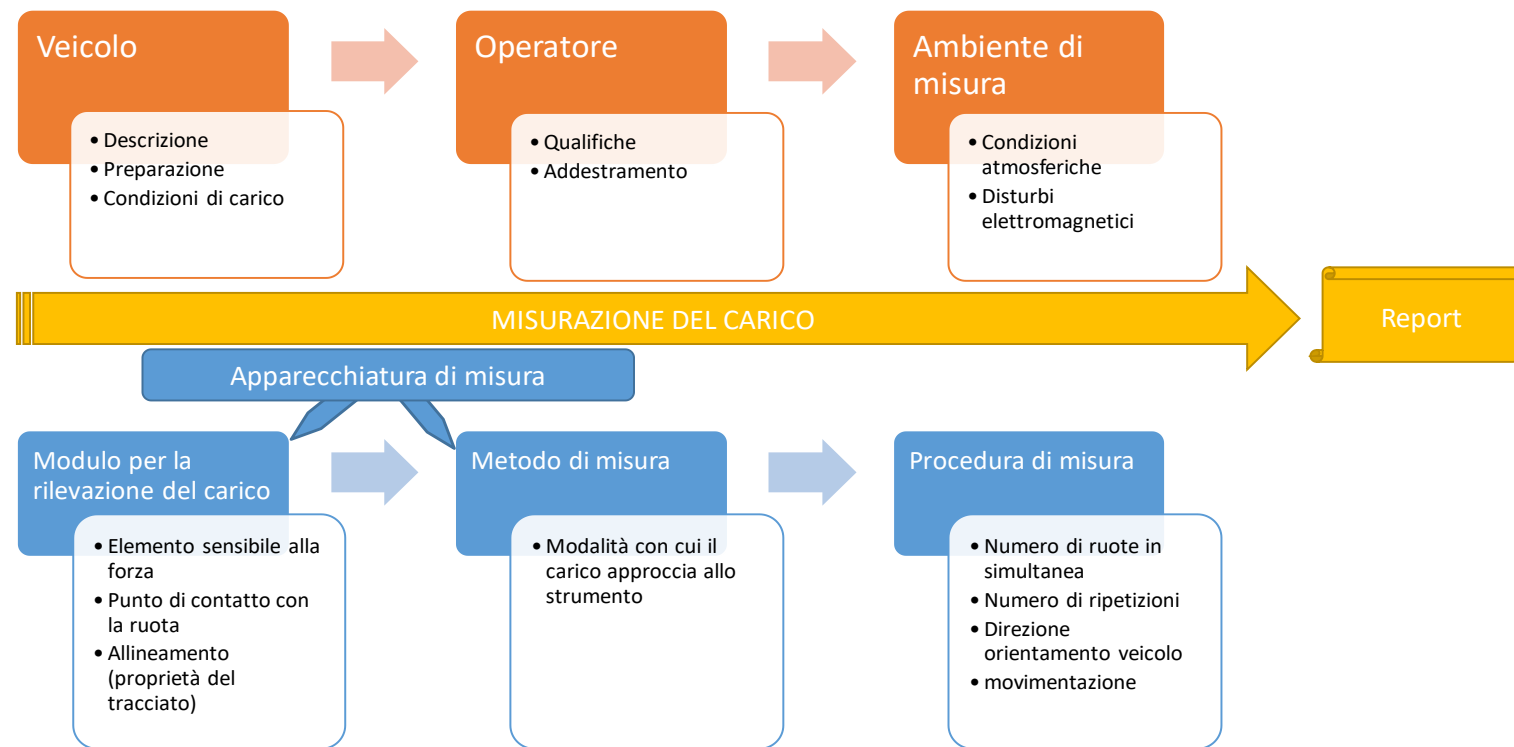 Veicolo
• Descrizione
• Preparazione
• Condizioni di carico
Operatore
• Qualifiche
• Addestramento
Ambiente di
misura
• Condizioni
atmosferiche
• Disturbi
elettromagnetici
MISURAZIONE DEL CARICO
Report
Apparecchiatura di misura
Modulo per la
rilevazione del carico
• Elemento sensibile alla
forza
• Punto di contatto con
la ruota
• Allineamento
(proprietà del
tracciato)
Metodo di misura
• Modalità con cui il
carico approccia allo
strumento
Procedura di misura
• Numero di ruote in
simultanea
• Numero di ripetizioni
• Direzione
orientamento veicolo
• movimentazione